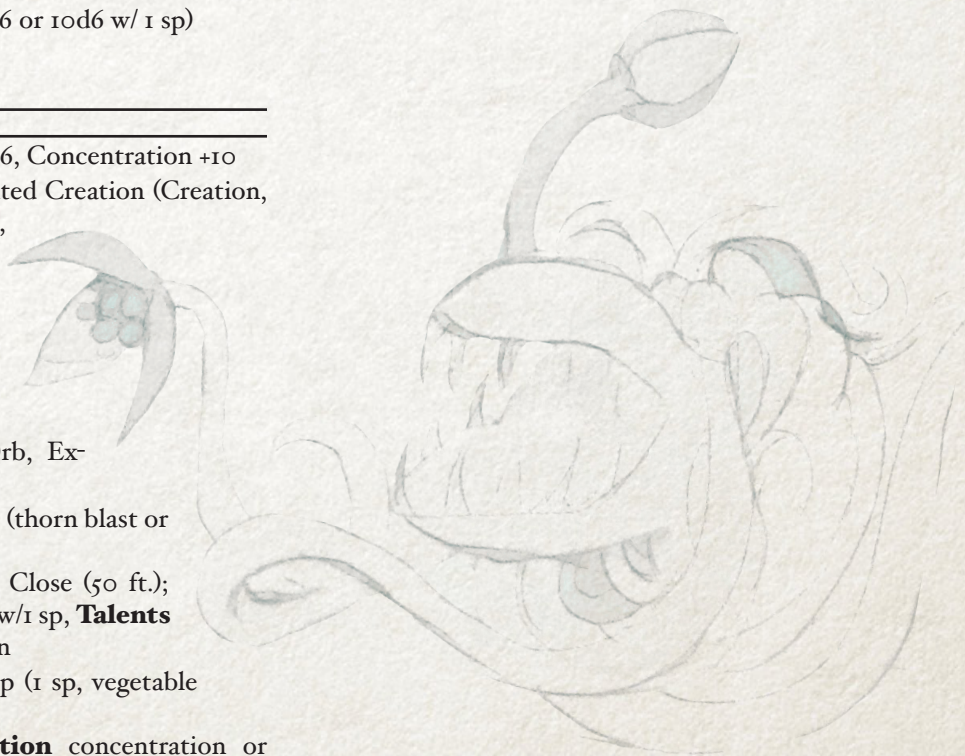 6 or 10d6 w/ 1 sp)
6, Concentration +10
ted Creation (Creation,
,
rb, Ex-
(thorn blast or
Close (50 ft.);
w/1 sp, Talents
n
p (1 sp, vegetable
tion concentration or